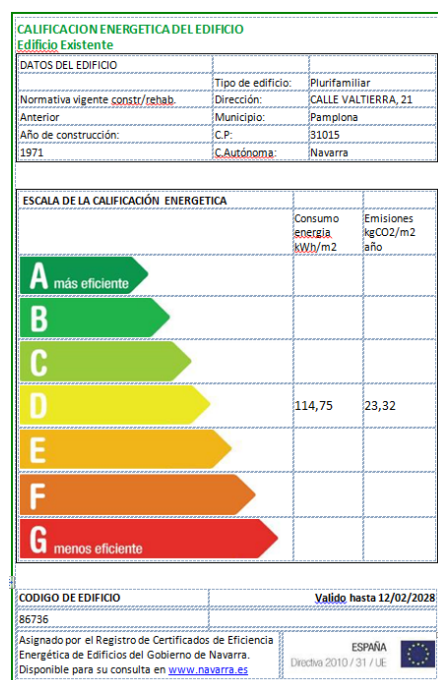 CALIFICACION ENERGETICA DEL EDIFICIO
Edificio Existente
DATOS DEL EDIFICIO
Tipo de edificio: Plurifamiliar
Normativa vigente constr/rehab. Dirección: CALLE VALTIERRA, 21
Anterior Municipio: Pamplona
Año de construcción: C.P: 31015
1971 C.Autónoma: Navarra
ESCALA DE LA CALIFICACIÓN ENERGETICA
Consumo energia kWh/m2
Emisiones kgCO2/m2 año
A más eficiente
B
C
D 114,75 23,32
E
F
G menos eficiente
CODIGO DE EDIFICIO Valido hasta 12/02/2028
86736
Asignado por el Registro de Certificados de Eficiencia
Energética de Edificios del Gobierno de Navarra.
Disponible para su consulta en www.navarra.es
ESPAÑA
Directiva 2010 / 31 / UE